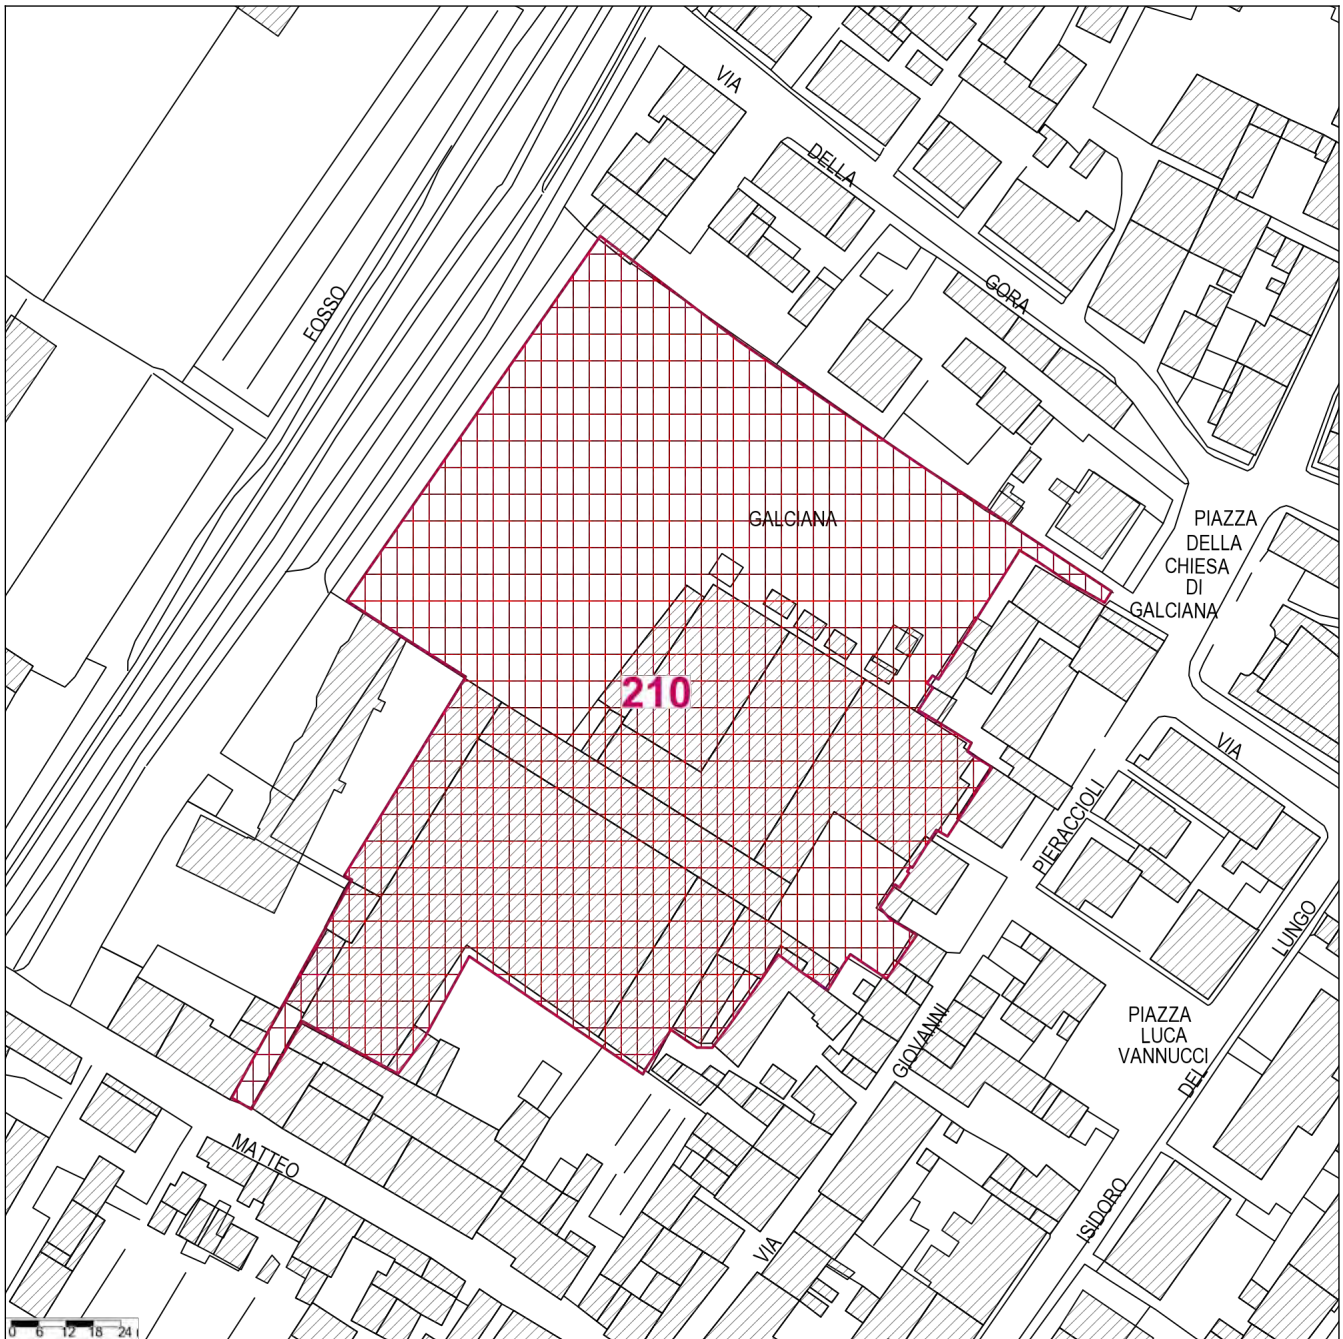 VIA
DELLA
GORA
FOSSO
GALCIANA
PIAZZA
DELLA
CHIESA
DI
GALCIANA
210
VIA
PIERACCIOLI
LUNGO
GIOVANNI
PIAZZA
LUCA
VANNUCCI
DEL
MATTEO
ISIDORO
VIA
0 6 12 18 24